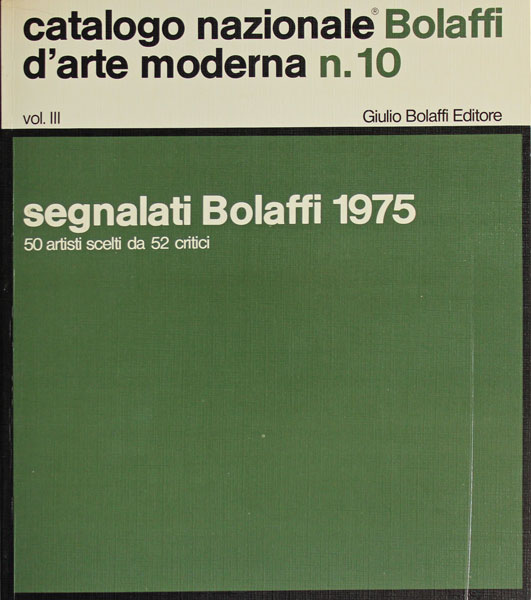 catalogo nazionale® Bolaffi
d'arte moderna n.10
vol. III Giulio Bolaffi Editore
segnalati Bolaffi 1975
50 artisti scelti da 52 critici